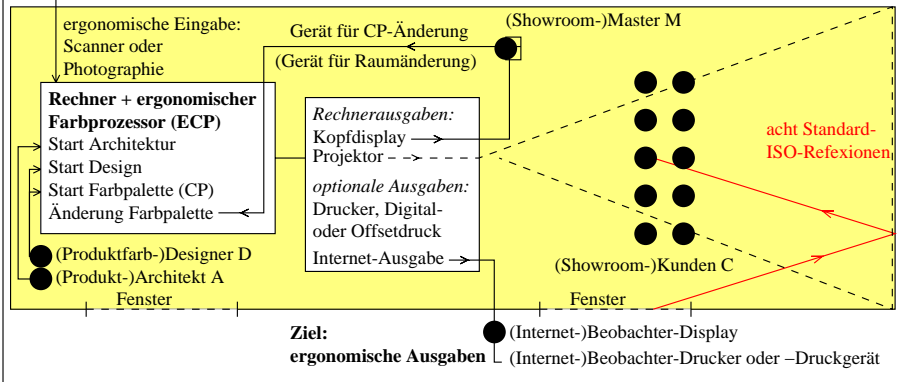 ergonomische Eingabe:
Scanner oder
Photographie
Gerät für CP-Änderung
(Gerät für Raumänderung)
(Showroom-)Master M
Rechner + ergonomischer
Farbprozessor (ECP)
Start Architektur
Start Design
Start Farbpalette (CP)
Änderung Farbpalette
Rechnerausgaben:
Kopfdisplay
Projektor
optionale Ausgaben:
Drucker, Digital-
oder Offsetdruck
Internet-Ausgabe
acht Standard-
ISO-Refexionen
(Showroom-)Kunden C
(Produktfarb-)Designer D
(Produkt-)Architekt A
Fenster
Fenster
Ziel:
ergonomische Ausgaben
(Internet-)Beobachter-Display
(Internet-)Beobachter-Drucker oder –Druckgerät